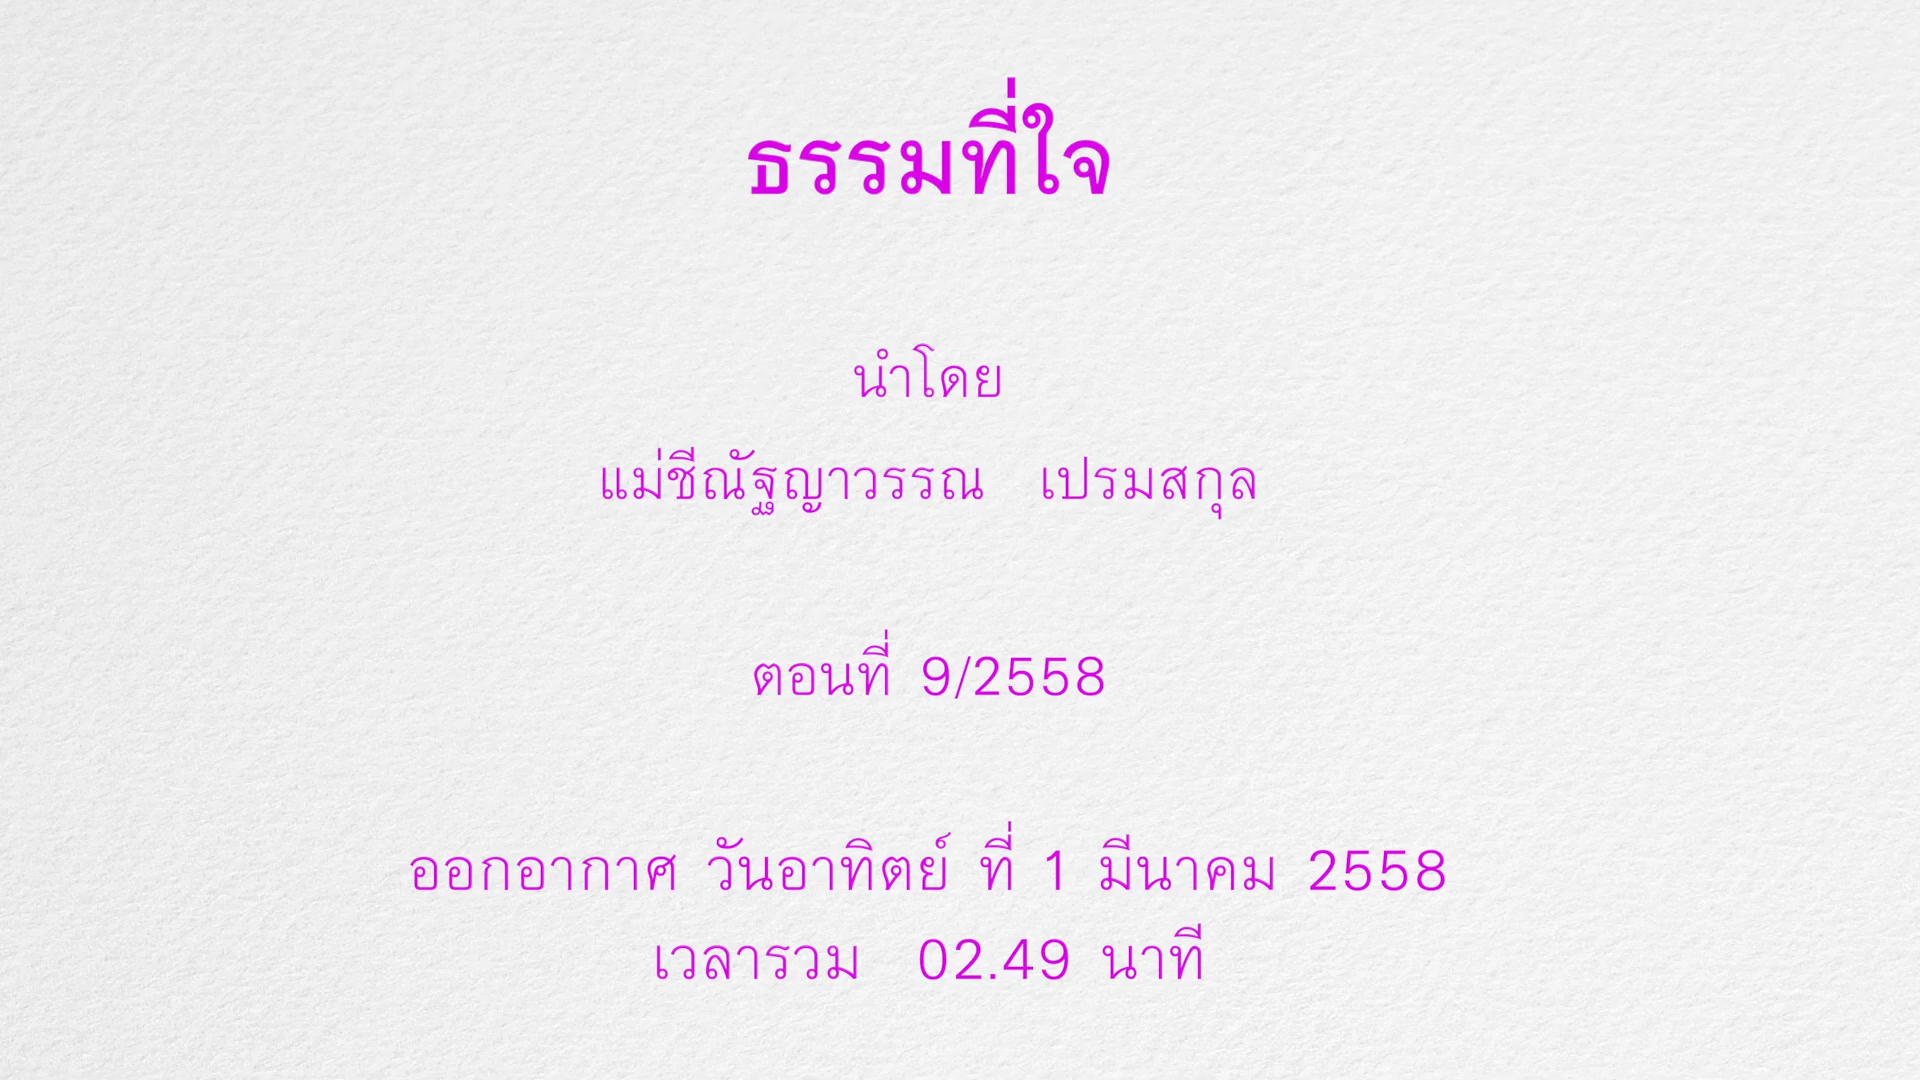 ธรรมที่ใจ
นำโดย
แม่ชีณัฐญาวรรณ เปรมสกุล
ตอนที่ 9/2558
ออกอากาศ วันอาทิตย์ ที่ 1 มีนาคม 2558
เวลารวม 02.49 นาที